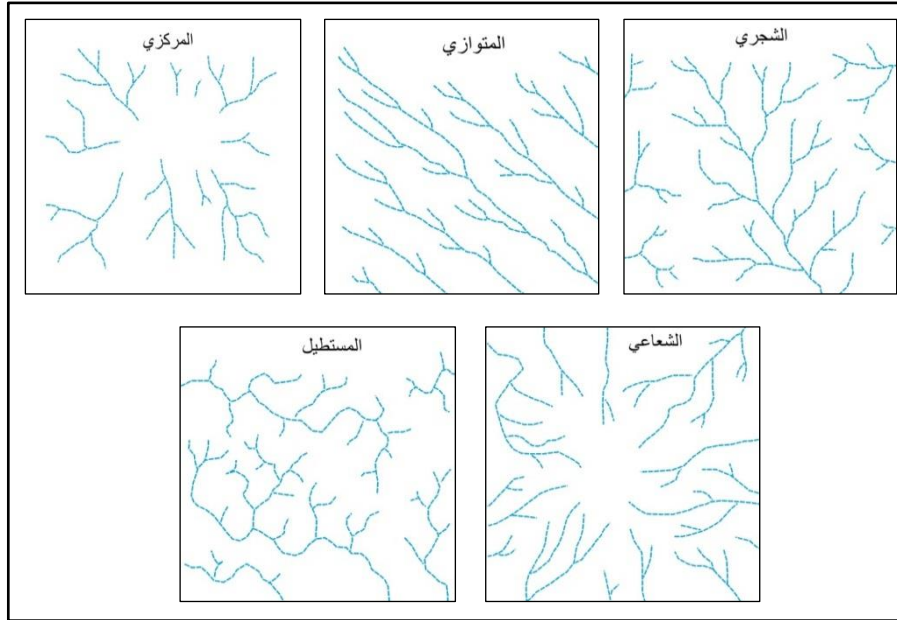 الشجري
المتوازي
المركزي
الشعاعي
المستطيل